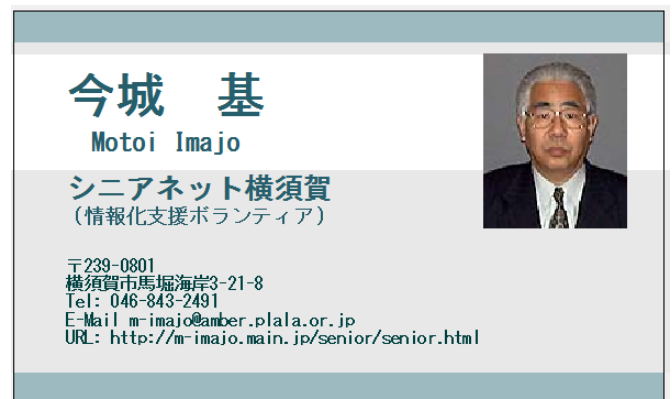 今城　基
Motoi Imajo
シニアネット横須賀
（情報化支援ボランティア）
〒239-0801
横須賀市馬堀海岸3-21-8
Tel: 046-843-2491
E-Mail m-imajo@amber.plala.or.jp
URL: http://m-imajo.main.jp/senior/senior.html